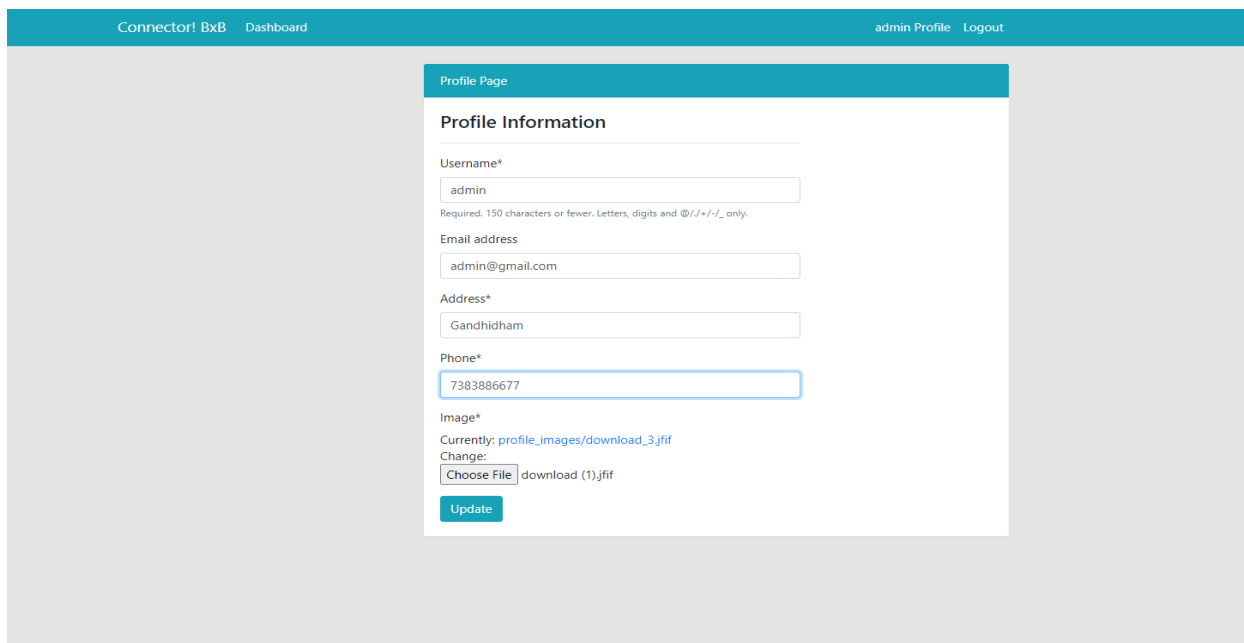 Connector! BxB Dashboard admin Profile Logout
Profile Page
Profile Information
Username*
admin
Required. 150 characters or fewer. Letters, digits and @/./+/-/_ only.
Email address
admin@gmail.com
Address*
Gandhidham
Phone*
7383886677
Image*
Currently: profile_images/download_3.jfif
Change:
Choose File download (1).jfif
Update